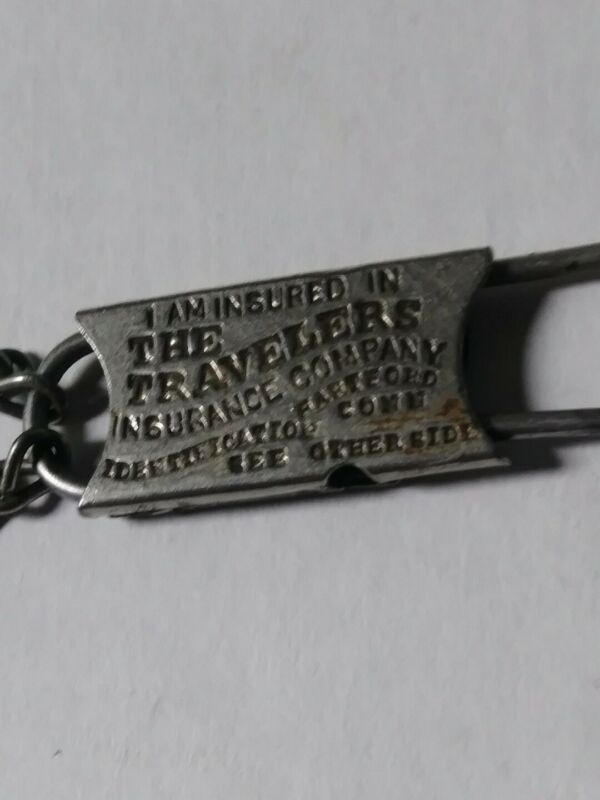 I AM INSURED IN
THE
TRAVELERS
INSURANCE COMPANY
HARTFORD
IDENTIFICATION CONN
SEE OTHER SIDE